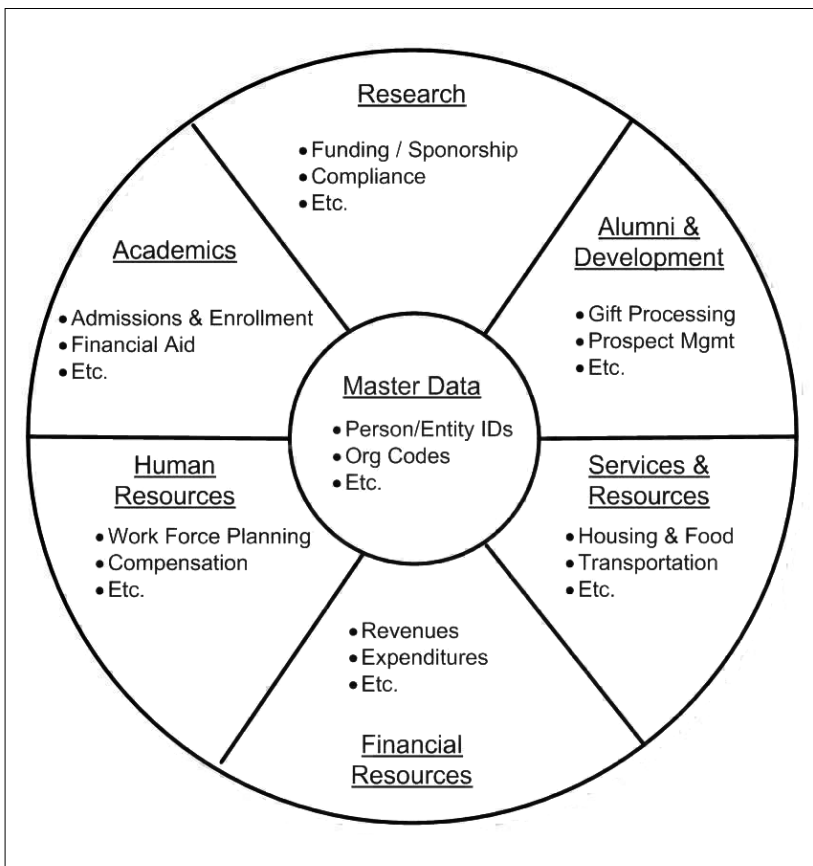 Research
• Funding / Sponorship
• Compliance
• Etc.
Alumni &
Development
• Gift Processing
• Prospect Mgmt
• Etc.
Academics
• Admissions & Enrollment
• Financial Aid
• Etc.
Master Data
• Person/Entity IDs
• Org Codes
• Etc.
Human
Resources
• Work Force Planning
• Compensation
• Etc.
Services &
Resources
• Housing & Food
• Transportation
• Etc.
• Revenues
• Expenditures
• Etc.
Financial
Resources